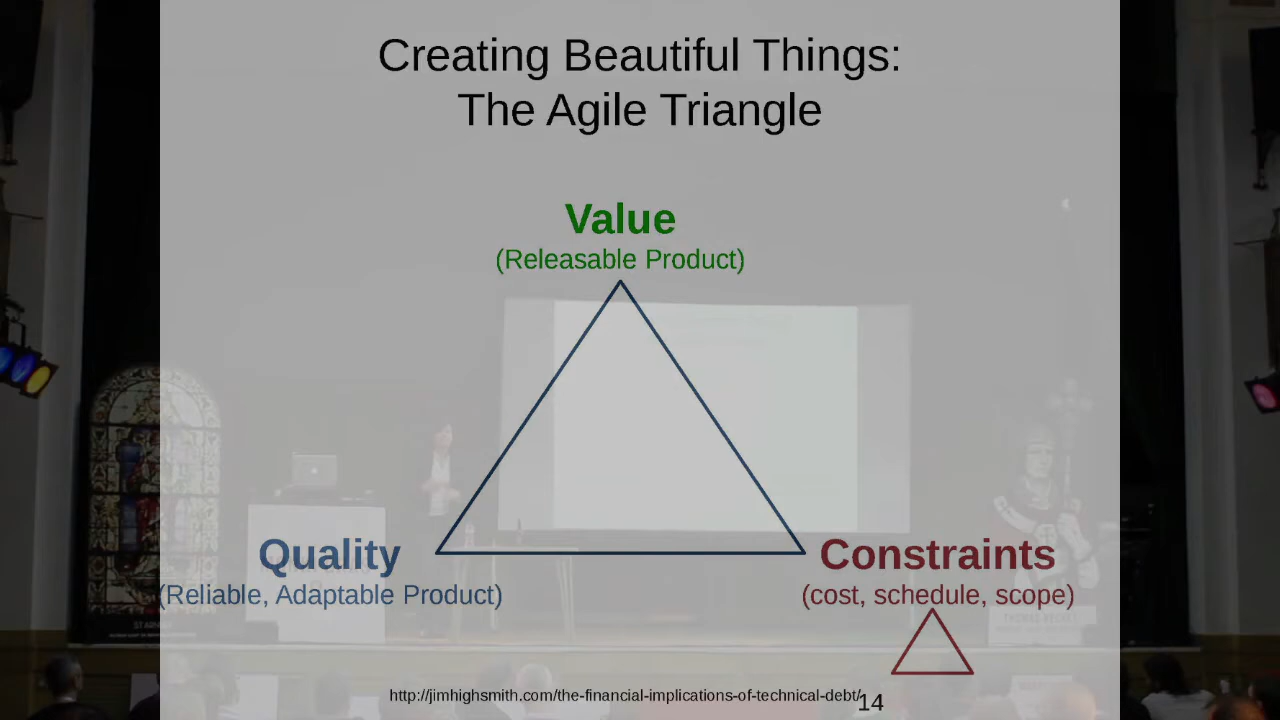 Creating Beautiful Things:
The Agile Triangle
Value
(Releasable Product)
Quality
(Reliable, Adaptable Product)
Constraints
(cost, schedule, scope)
http://jimhighsmith.com/the-financial-implications-of-technical-debt/
14